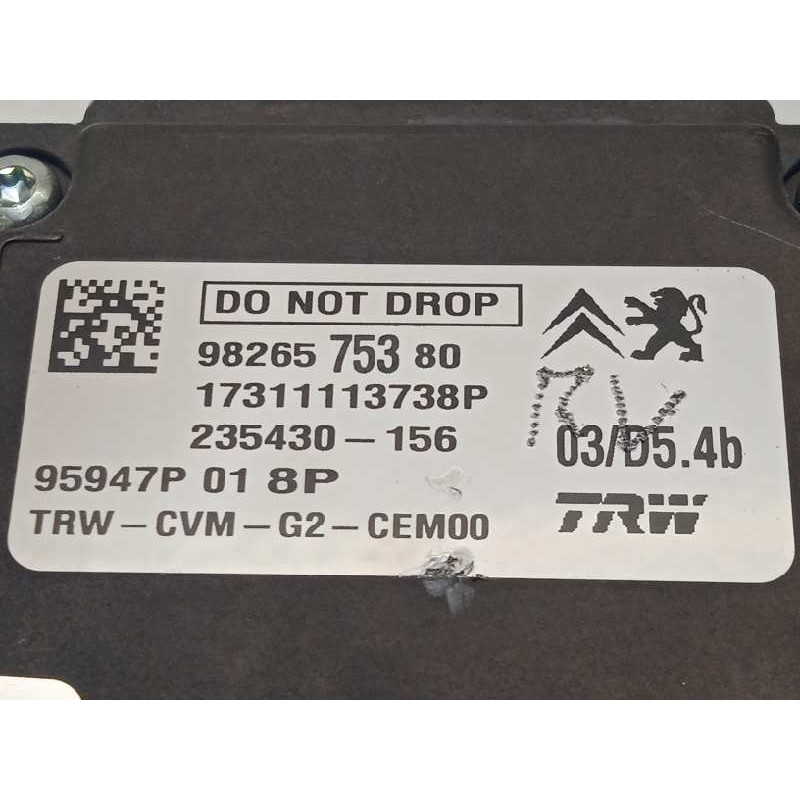 DO NOT DROP
98265 753 80
17311113738P
235430-156
03/D5.4b
95947P 01 8P
TRW-CVM-G2-CEM00
TRW